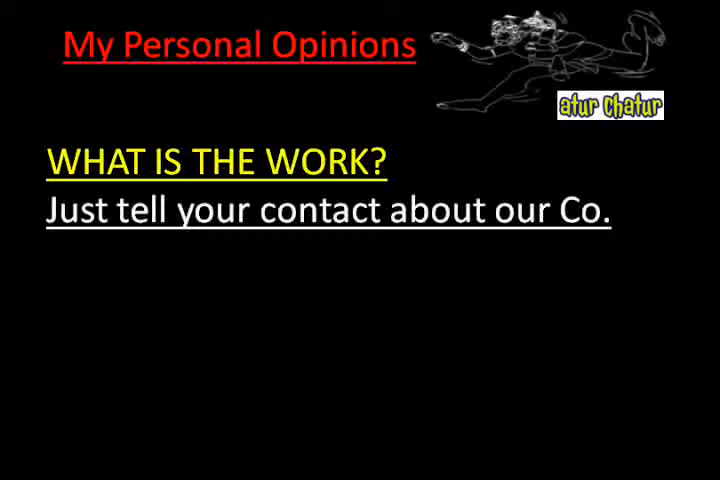 My Personal Opinions
atur chatur
WHAT IS THE WORK?
Just tell your contact about our Co.